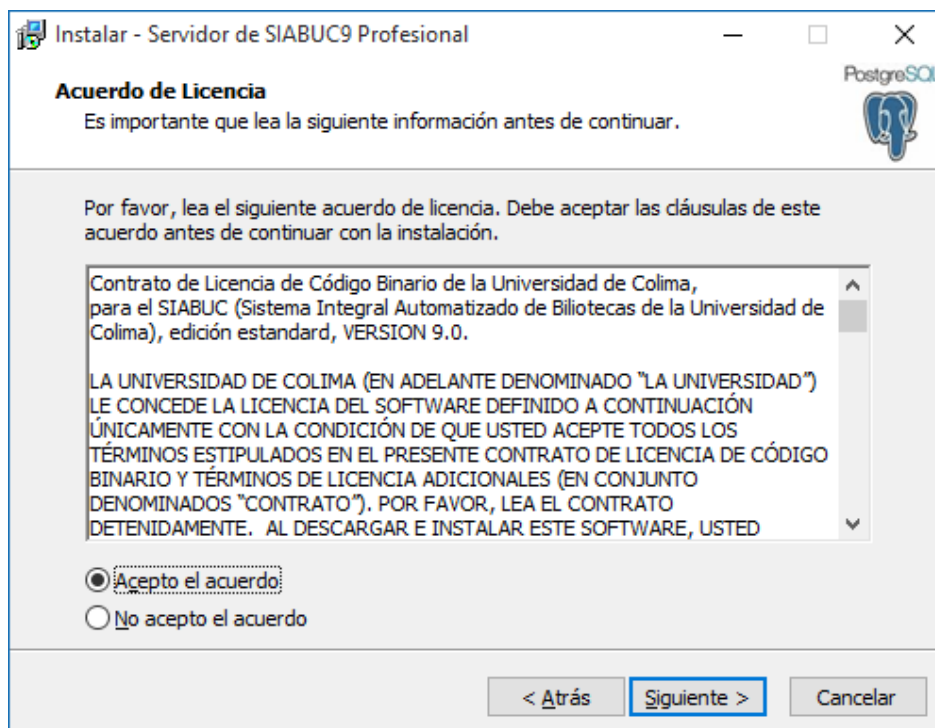 Instalar - Servidor de SIABUC9 Profesional
PostgreSQL
Acuerdo de Licencia
Es importante que lea la siguiente información antes de continuar.
Por favor, lea el siguiente acuerdo de licencia. Debe aceptar las cláusulas de este
acuerdo antes de continuar con la instalación.
Contrato de Licencia de Código Binario de la Universidad de Colima,
para el SIABUC (Sistema Integral Automatizado de Biliotecas de la Universidad de
Colima), edición estandard, VERSION 9.0.
LA UNIVERSIDAD DE COLIMA (EN ADELANTE DENOMINADO "LA UNIVERSIDAD")
LE CONCEDE LA LICENCIA DEL SOFTWARE DEFINIDO A CONTINUACIÓN
ÚNICAMENTE CON LA CONDICIÓN DE QUE USTED ACEPTE TODOS LOS
TÉRMINOS ESTIPULADOS EN EL PRESENTE CONTRATO DE LICENCIA DE CÓDIGO
BINARIO Y TÉRMINOS DE LICENCIA ADICIONALES (EN CONJUNTO
DENOMINADOS "CONTRATO"). POR FAVOR, LEA EL CONTRATO
DETENIDAMENTE.  AL DESCARGAR E INSTALAR ESTE SOFTWARE, USTED
Acepto el acuerdo
No acepto el acuerdo
< Atrás
Siguiente >
Cancelar